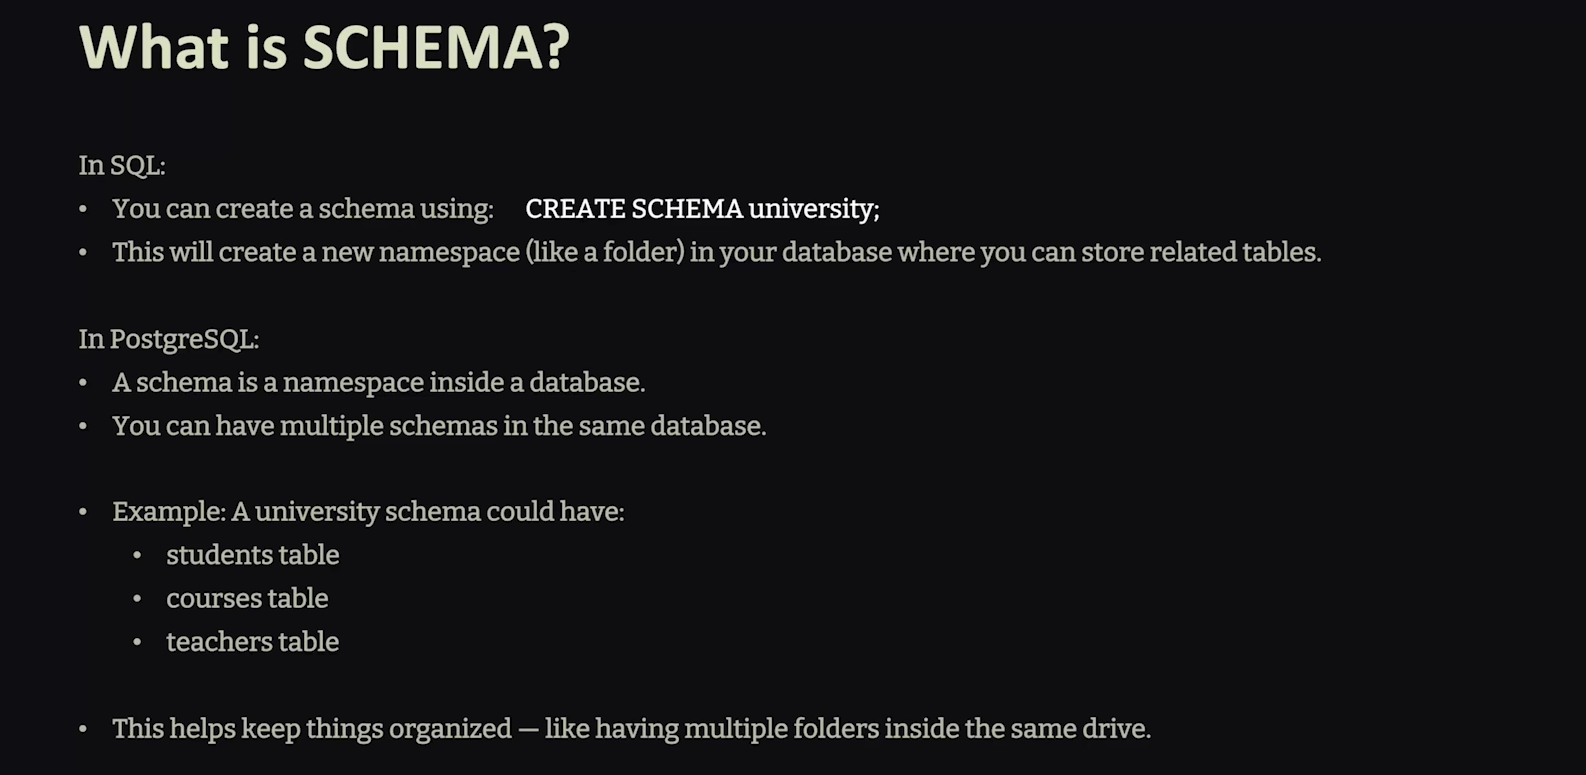 What is SCHEMA?
In SQL:
• You can create a schema using: CREATE SCHEMA university;
• This will create a new namespace (like a folder) in your database where you can store related tables.
In PostgreSQL:
• A schema is a namespace inside a database.
• You can have multiple schemas in the same database.
• Example: A university schema could have:
• students table
• courses table
• teachers table
• This helps keep things organized — like having multiple folders inside the same drive.